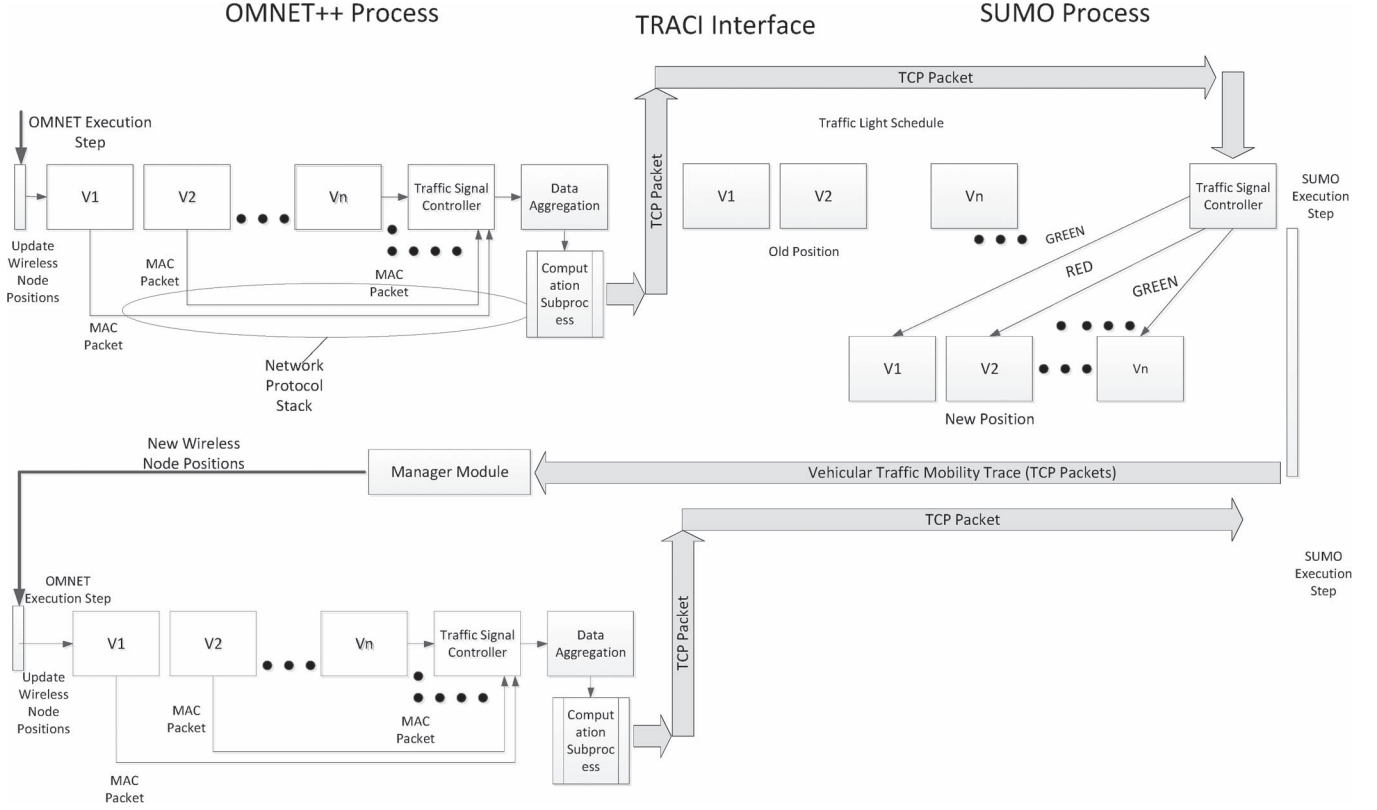 OMNET++ Process
TRACI Interface
SUMO Process
TCP Packet
OMNET Execution
Step
Traffic Light Schedule
V1
V2
Vn
Traffic Signal
Controller
Data
Aggregation
TCP Packet
V1
V2
Vn
Traffic Signal
Controller
SUMO
Execution
Step
Update
Wireless
Node
Positions
MAC
Packet
MAC
Packet
MAC
Packet
Comput
ation
Subproc
ess
Old Position
GREEN
RED
GREEN
Network
Protocol
Stack
V1
V2
Vn
New Position
New Wireless
Node Positions
Manager Module
Vehicular Traffic Mobility Trace (TCP Packets)
TCP Packet
SUMO
Execution
Step
OMNET
Execution Step
V1
V2
Vn
Traffic Signal
Controller
Data
Aggregation
TCP Packet
Update
Wireless
Node
Positions
MAC
Packet
MAC
Packet
MAC
Packet
Comput
ation
Subproc
ess